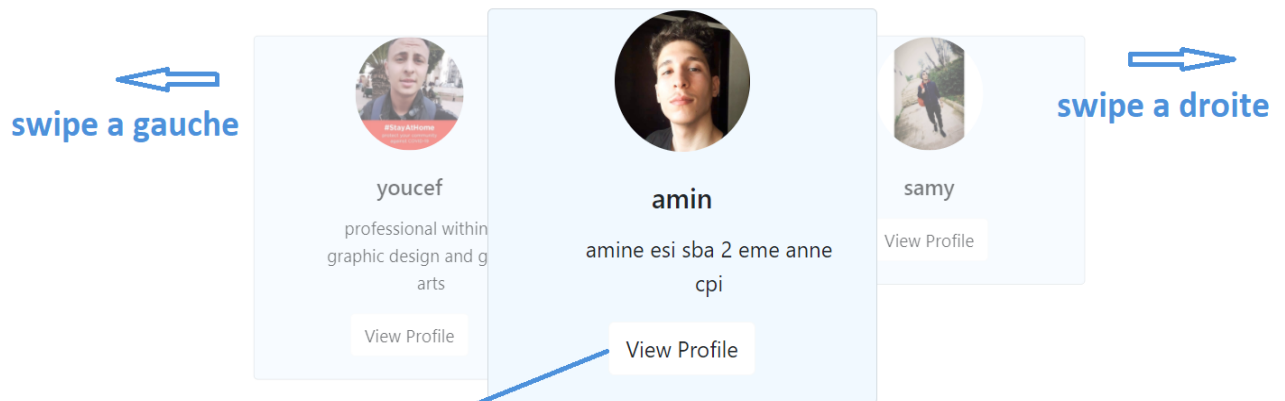 swipe a gauche
swipe a droite
#StayAtHome
youcef
professional within
graphic design and g
arts
View Profile
amin
amine esi sba 2 eme anne
cpi
View Profile
samy
View Profile